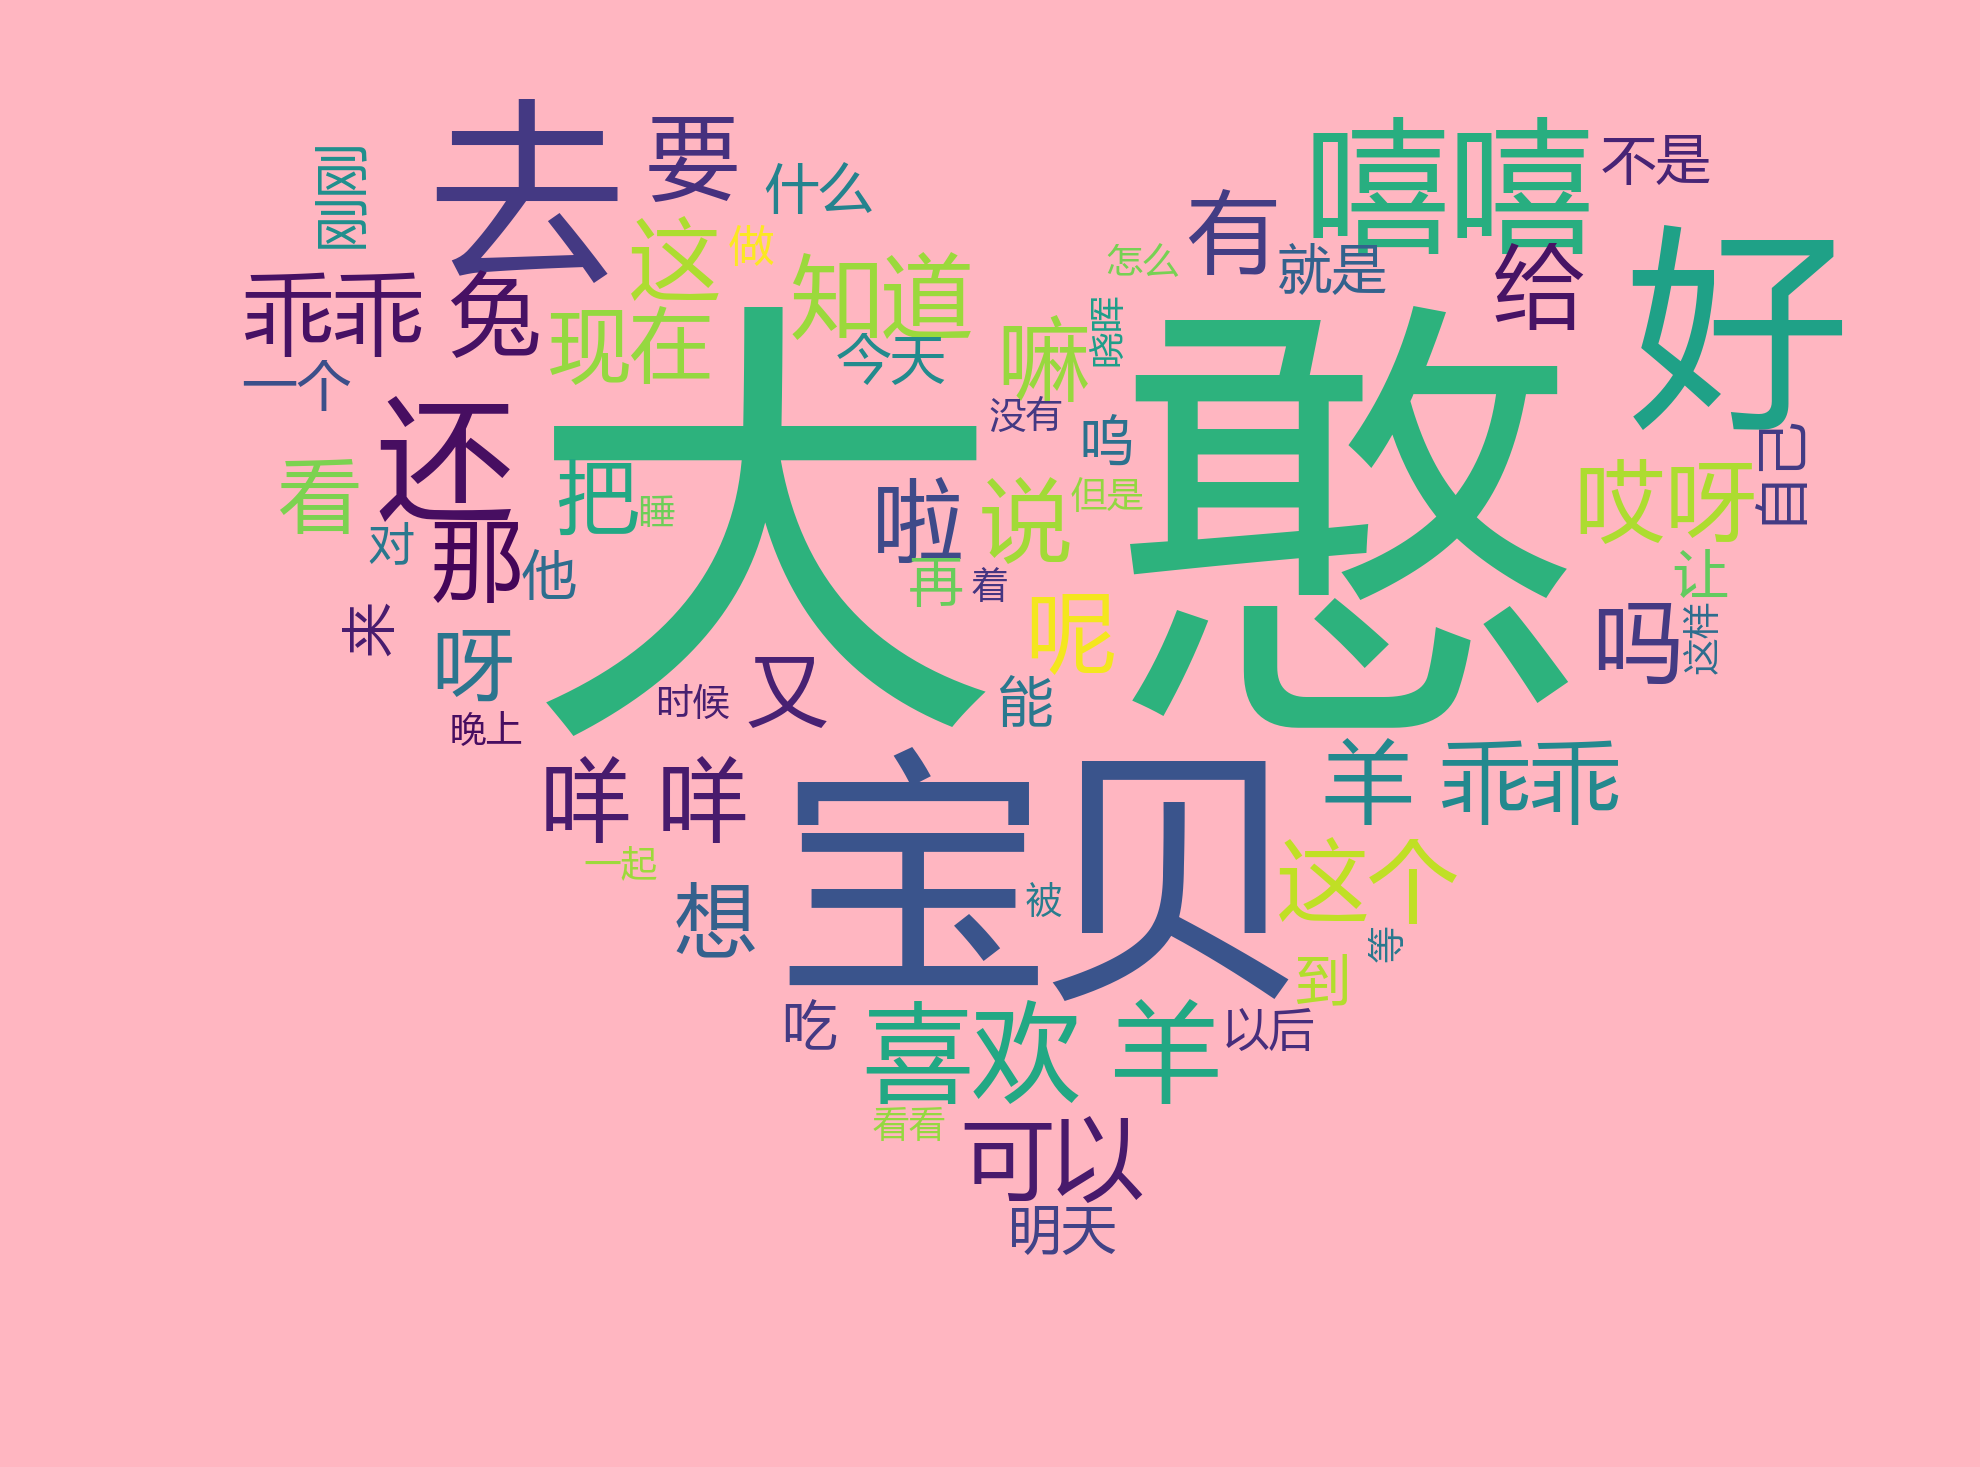 去
要
什么
嘻嘻
不是
刚刚
有
这
做
知道
怎么
就是
给
好
乖乖
兔
现在
今天
嘛
晓晖
大憨
一个
还
没有
呜
自己
看
把
睡
啦
说
但是
哎呀
对
那
他
再
着
让
来
呀
呢
吗
这样
时候
又
能
晚上
咩 咩
宝贝
羊 乖乖
一起
这个
想
被
等
到
吃
喜欢 羊
以后
看看
可以
明天